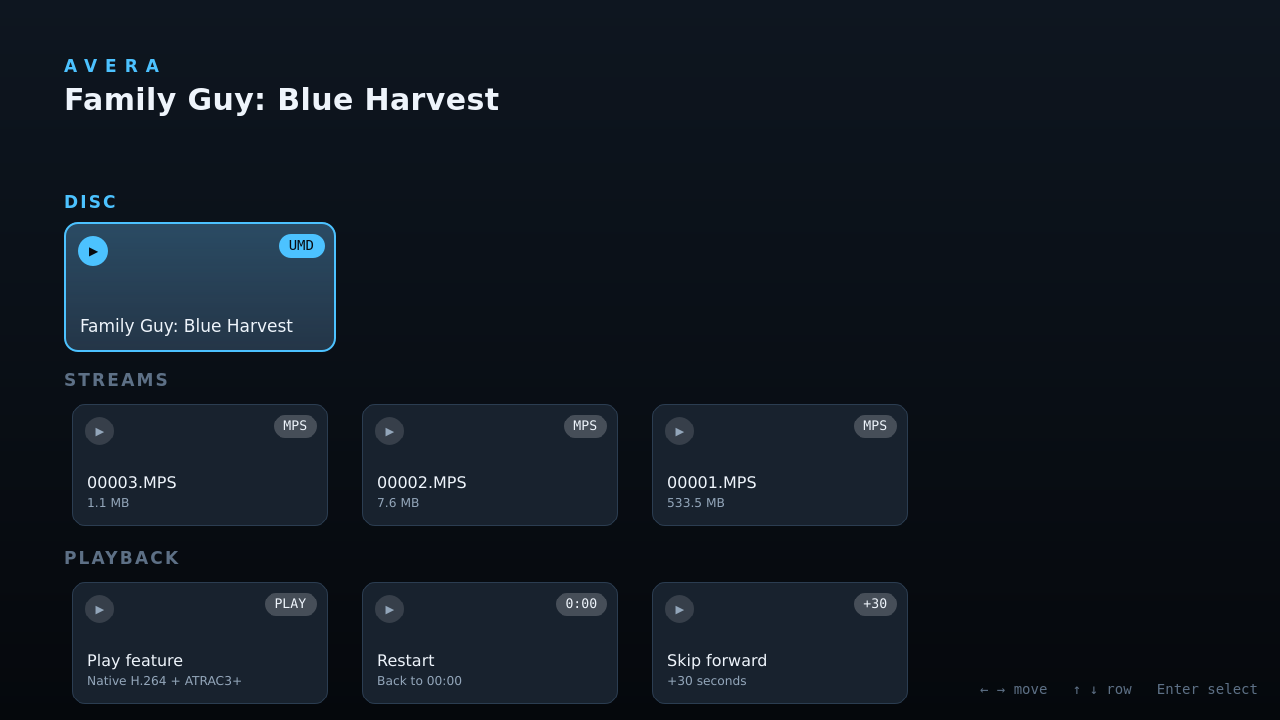 AVERA
Family Guy: Blue Harvest
DISC
UMD
Family Guy: Blue Harvest
STREAMS
MPS
00003.MPS
1.1 MB
MPS
00002.MPS
7.6 MB
MPS
00001.MPS
533.5 MB
PLAYBACK
PLAY
Play feature
Native H.264 + ATRAC3+
0:00
Restart
Back to 00:00
+30
Skip forward
+30 seconds
← → move ↑ ↓ row Enter select